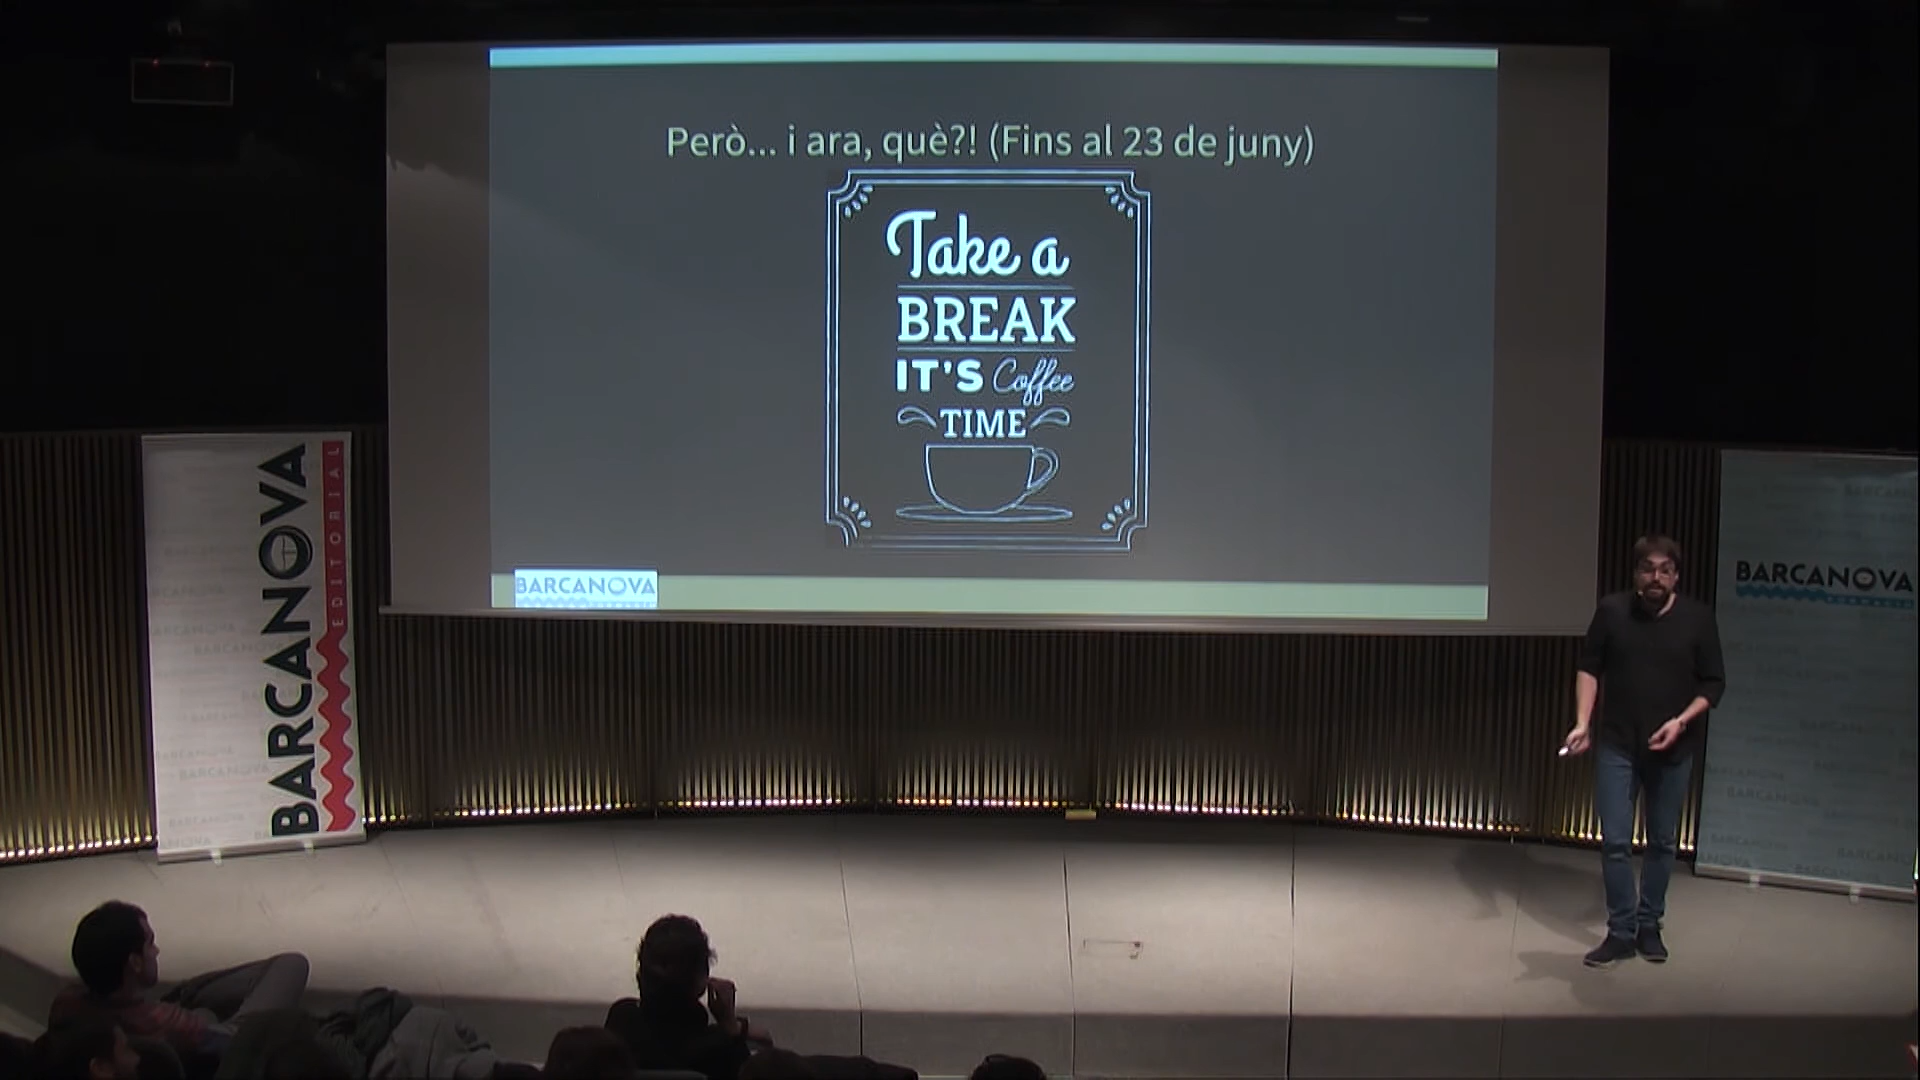 Però... i ara, què?! (Fins al 23 de juny)
Take a
BREAK
IT'S Coffee
TIME
BARCANOVA
BARCANOVA
EDITORIAL
BARCANOVA